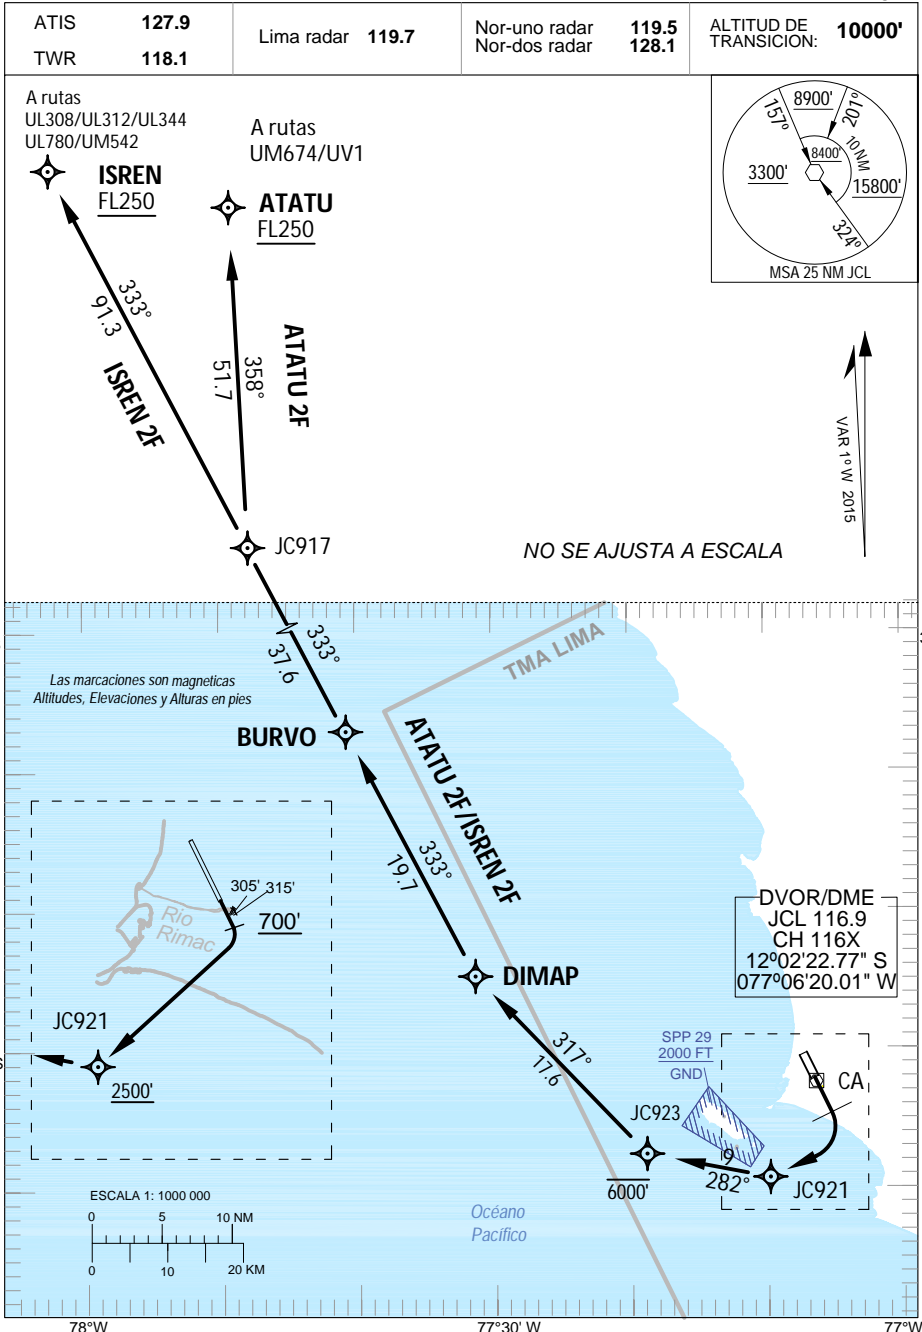 ATIS 127.9
TWR 118.1
Lima radar 119.7
Nor-uno radar 119.5
Nor-dos radar 128.1
ALTITUD DE
TRANSICION: 10000'
A rutas
UL308/UL312/UL344
UL780/UM542
ISREN
FL250
A rutas
UM674/UV1
ATATU
FL250
8900'
157º
201º
10 NM
8400'
3300'
15800'
324º
MSA 25 NM JCL
333°
91.3
ISREN 2F
358°
51.7
ATATU 2F
VAR 1º W 2015
JC917
NO SE AJUSTA A ESCALA
333°
37.6
TMA LIMA
Las marcaciones son magneticas
Altitudes, Elevaciones y Alturas en pies
BURVO
ATATU 2F/ISREN 2F
333°
19.7
305' 315'
700'
Rio
Rimac
JC921
2500'
DVOR/DME
JCL 116.9
CH 116X
12º02'22.77" S
077º06'20.01" W
DIMAP
317°
17.6
SPP 29
2000 FT
GND
CA
JC923
6000'
9
282°
JC921
ESCALA 1: 1000 000
0 5 10 NM
0 10 20 KM
Océano
Pacífico
78°W
77°30' W
77°W